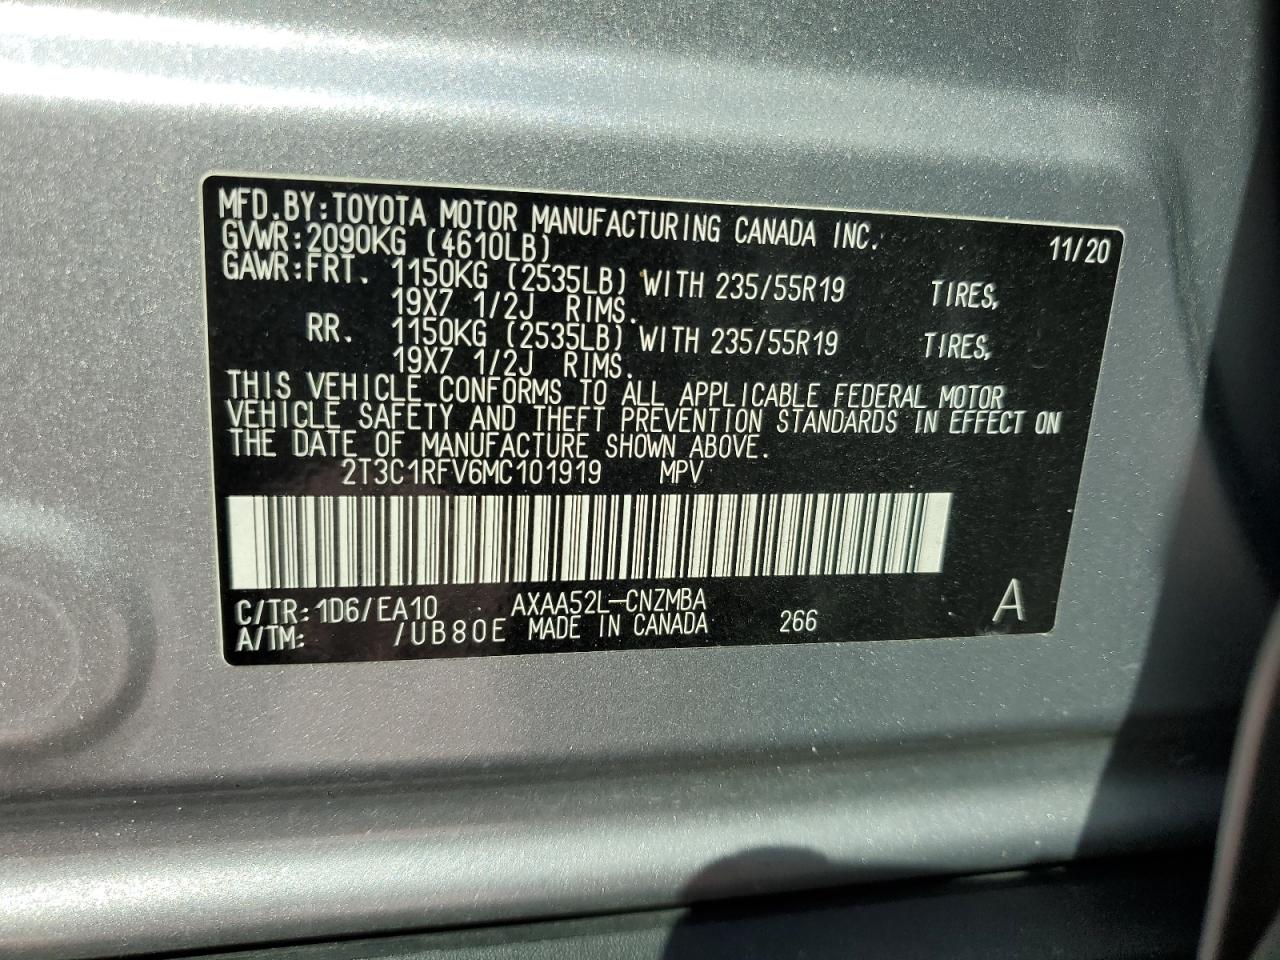 MFD.BY:TOYOTA MOTOR MANUFACTURING CANADA INC. 11/20
GVWR:2090KG (4610LB)
GAWR:FRT. 1150KG (2535LB) WITH 235/55R19 TIRES,
19X7 1/2J RIMS.
RR. 1150KG (2535LB) WITH 235/55R19 TIRES,
19X7 1/2J RIMS.
THIS VEHICLE CONFORMS TO ALL APPLICABLE FEDERAL MOTOR
VEHICLE SAFETY AND THEFT PREVENTION STANDARDS IN EFFECT ON
THE DATE OF MANUFACTURE SHOWN ABOVE.
2T3C1RFV6MC101919 MPV
C/TR:1D6/EA10 AXAA52L-CNZMBA
A/TM: /UB80E MADE IN CANADA 266 A